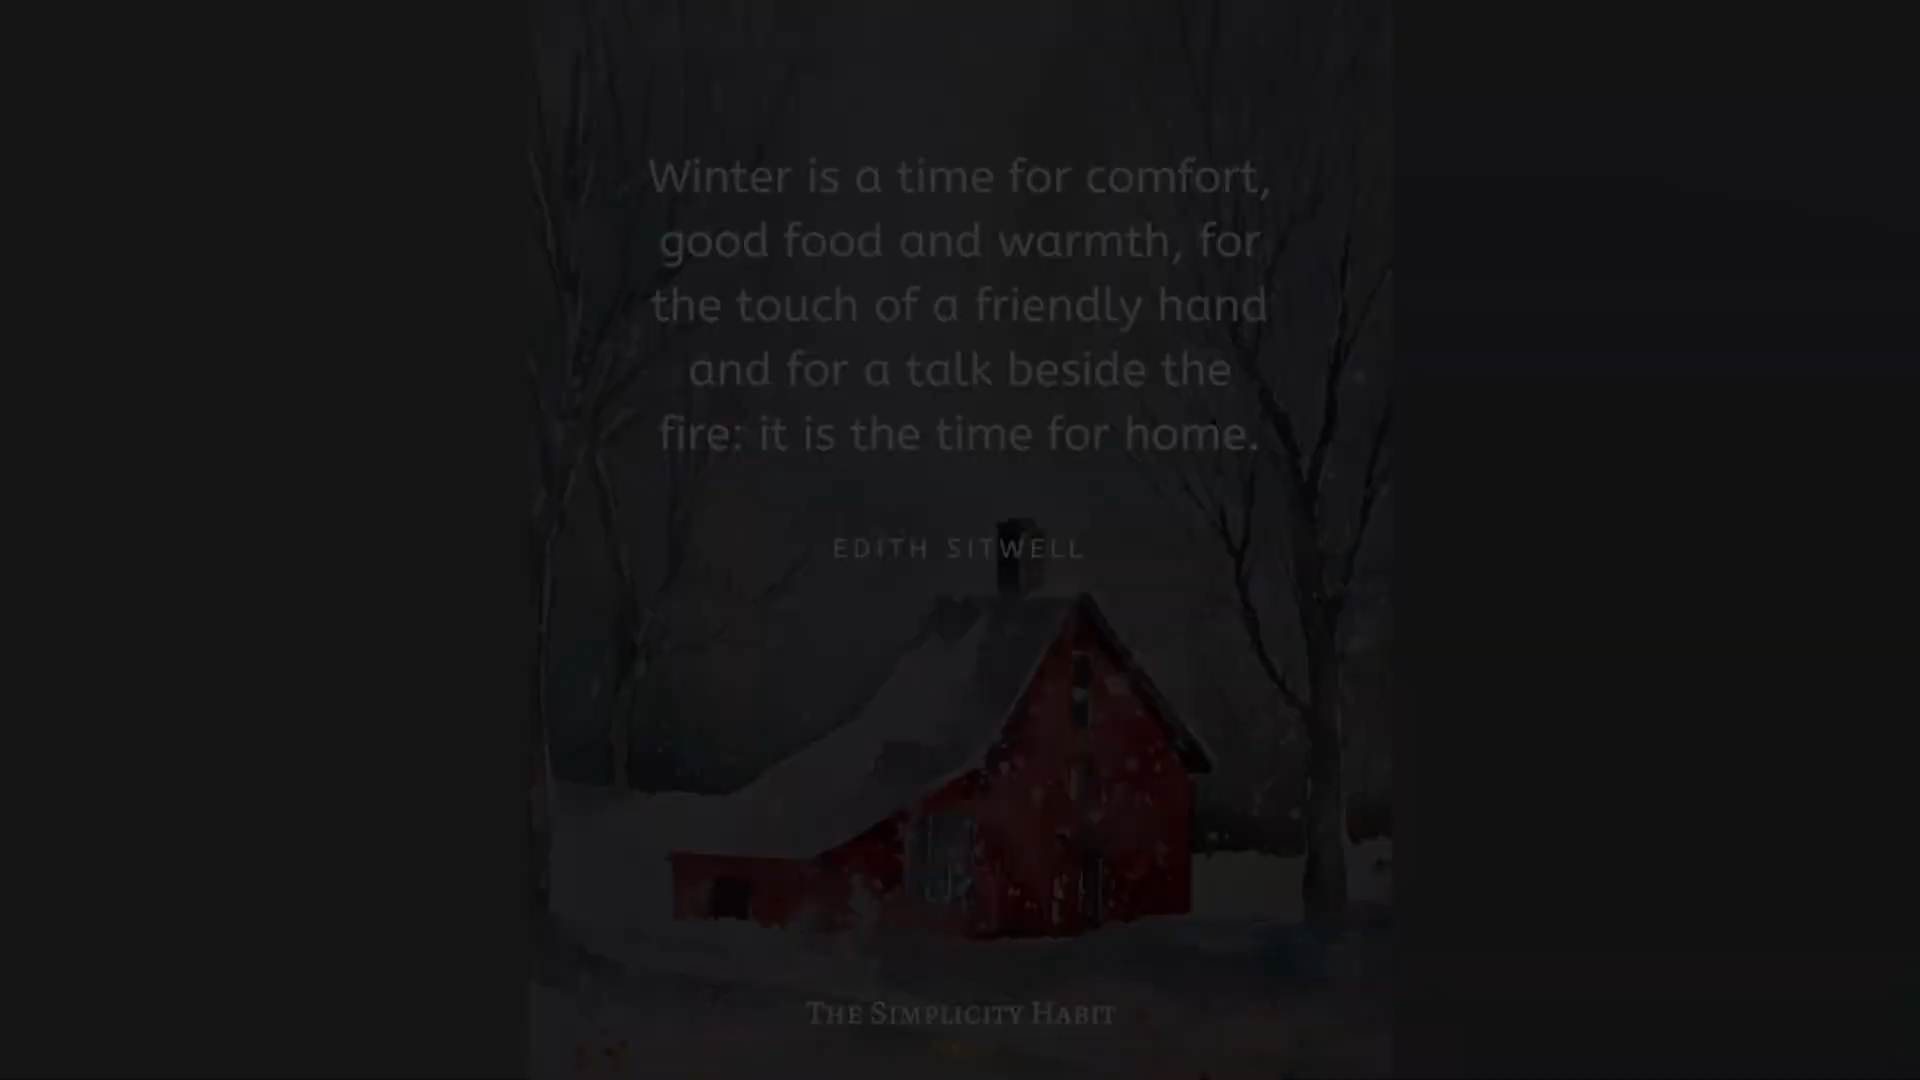 Winter is a time for comfort,
good food and warmth, for
the touch of a friendly hand
and for a talk beside the
fire: it is the time for home.
EDITH SITWELL
THE SIMPLICITY HABIT